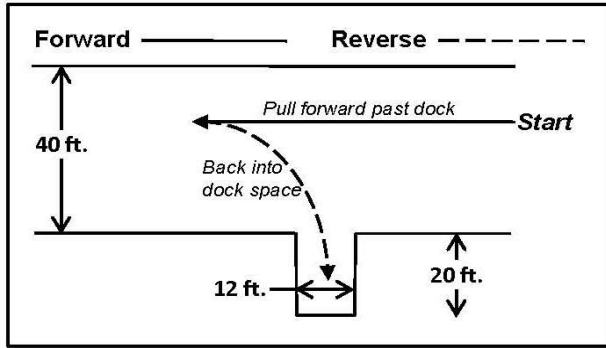 Forward
Reverse
Pull forward past dock
Start
40 ft.
Back into
dock space
12 ft.
20 ft.